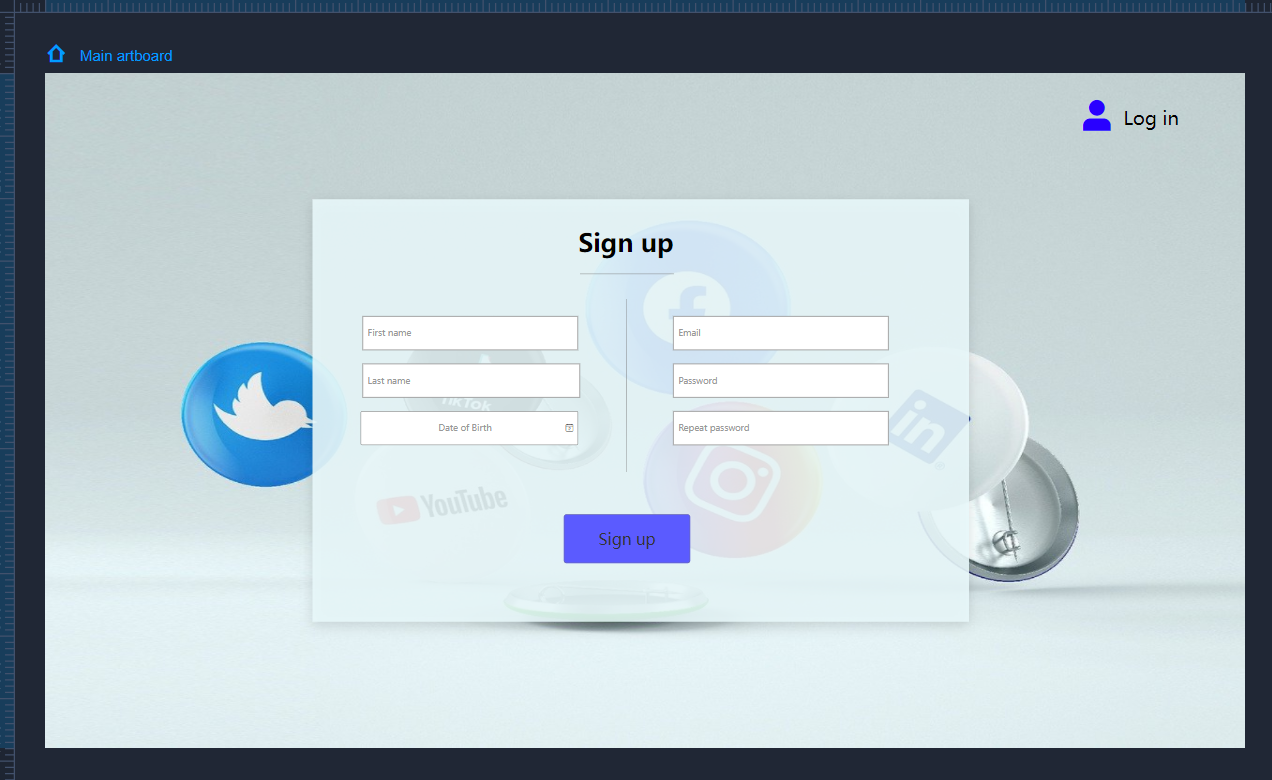 Main artboard
Log in
Sign up
First name
Email
TikTok
Last name
Password
in
Date of Birth
Repeat password
YouTube
Sign up